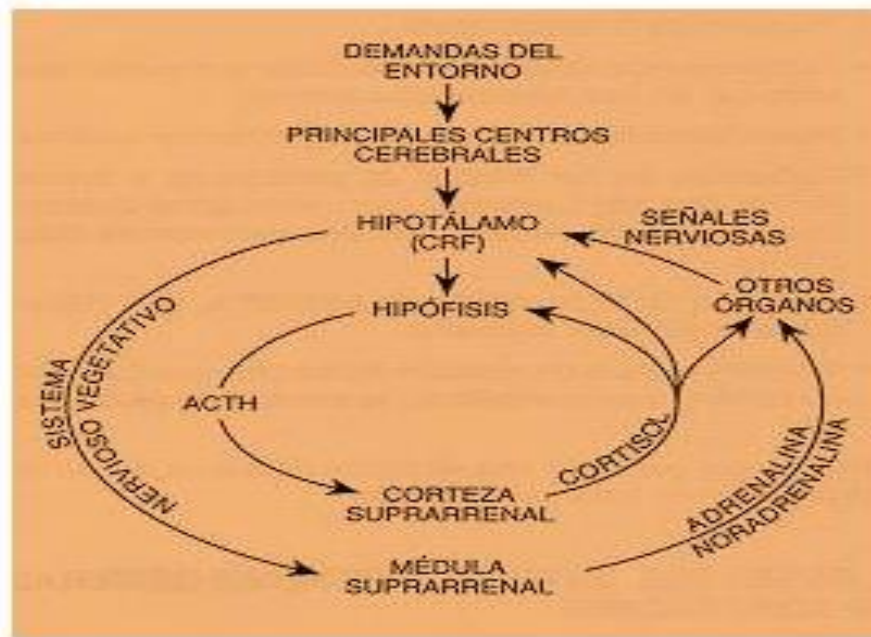 DEMANDAS DEL
ENTORNO
PRINCIPALES CENTROS
CEREBRALES
HIPOTÁLAMO
(CRF)
SEÑALES
NERVIOSAS
HIPÓFISIS
OTROS
ÓRGANOS
SISTEMA
NERVIOSO VEGETATIVO
ACTH
CORTISOL
ADRENALINA
NORADRENALINA
CORTEZA
SUPRARRENAL
MÉDULA
SUPRARRENAL